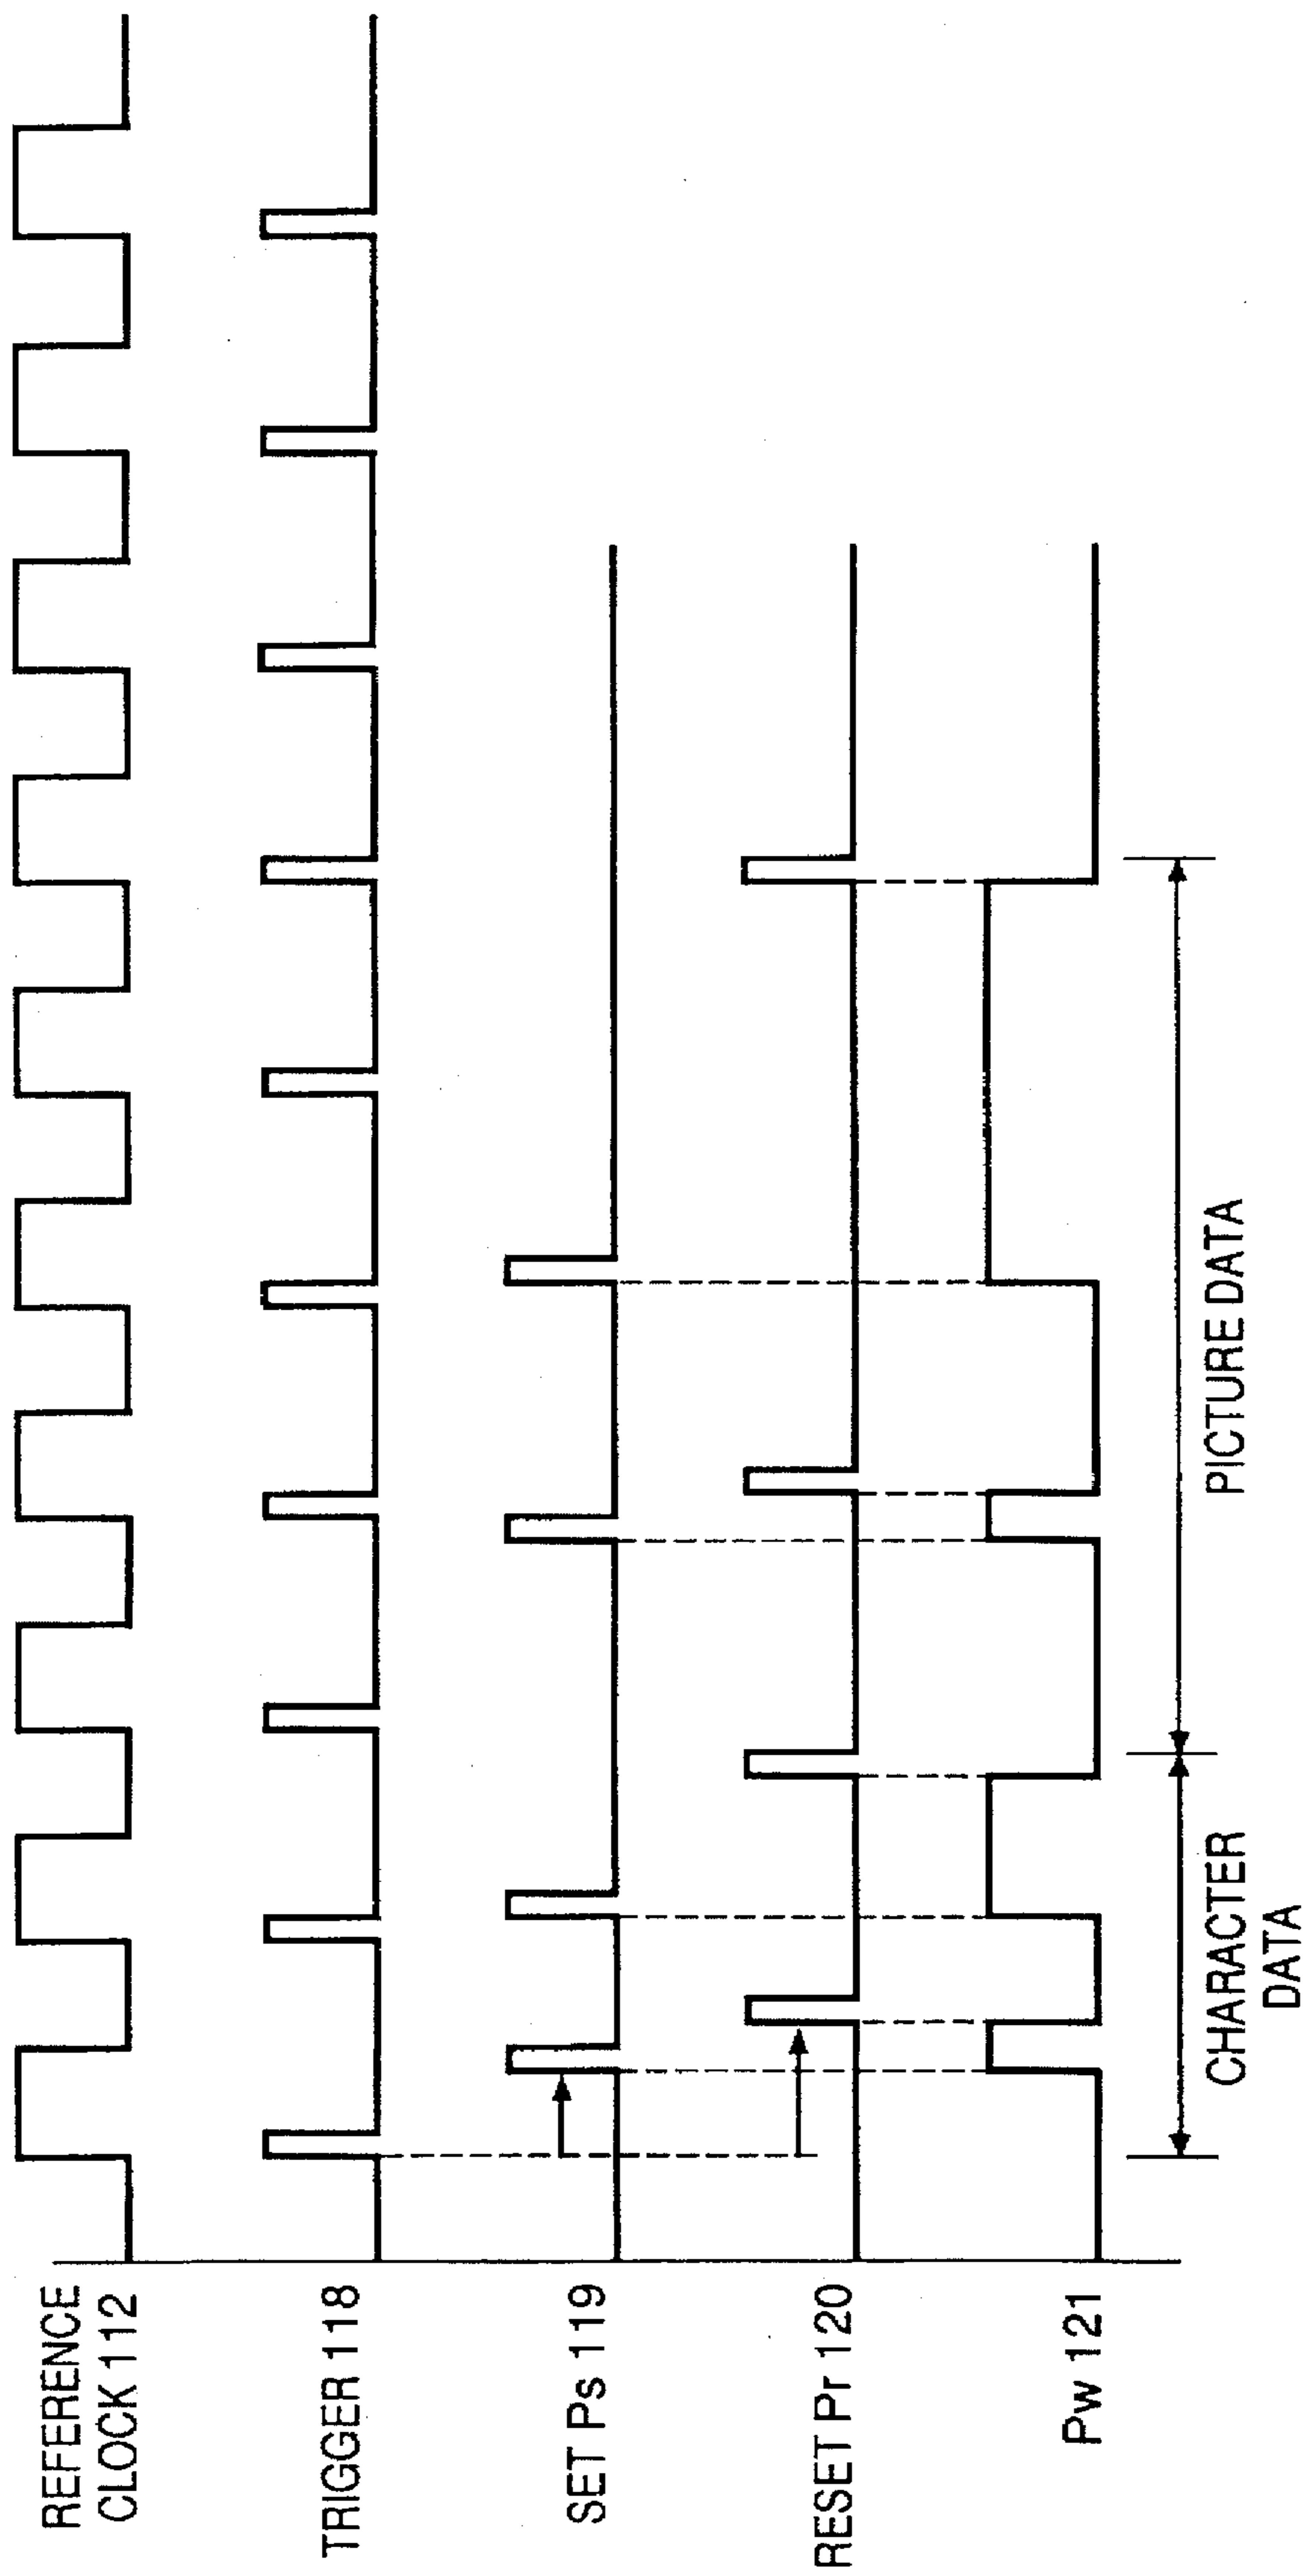 REFERENCE
CLOCK 112
TRIGGER 118
SET Ps 119
RESET Pr 120
Pw 121
CHARACTER
DATA
PICTURE DATA